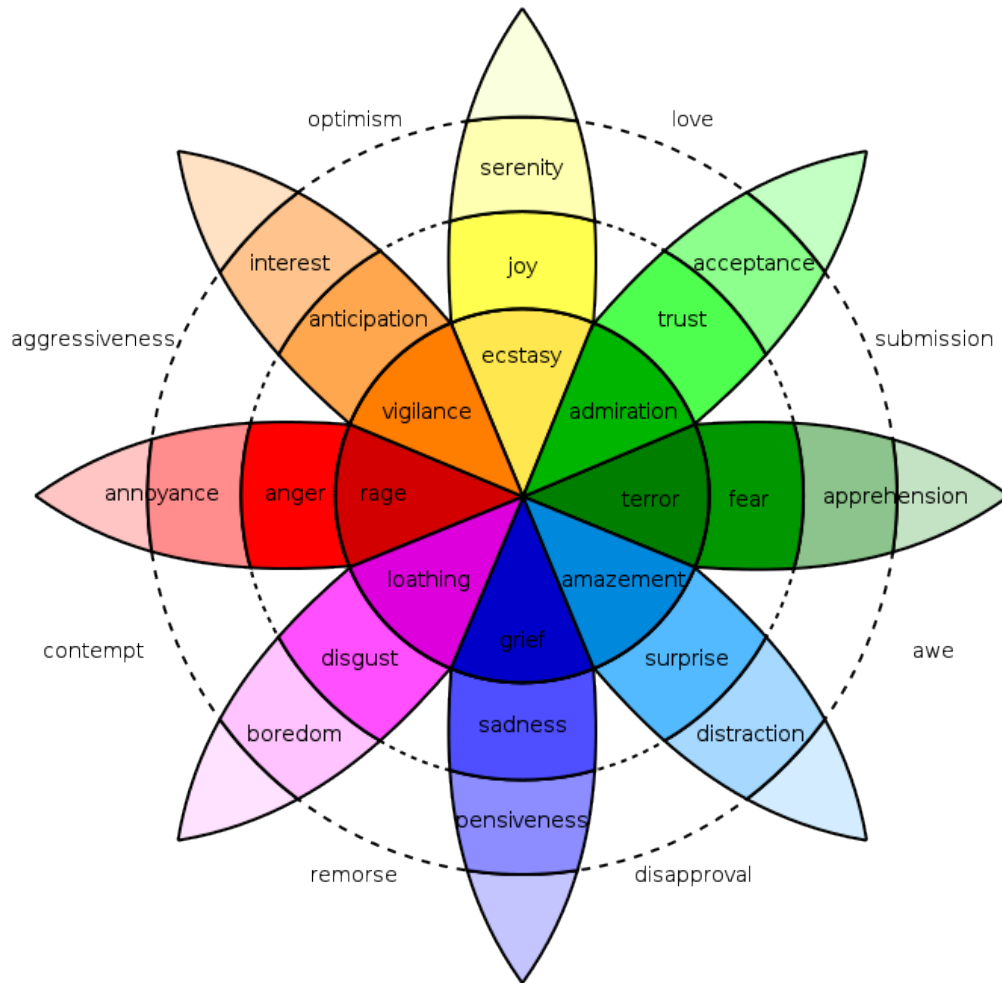 optimism
love
serenity
interest
acceptance
joy
anticipation
trust
aggressiveness
submission
ecstasy
vigilance
admiration
annoyance
anger
rage
terror
fear
apprehension
loathing
amazement
contempt
disgust
grief
surprise
awe
boredom
sadness
distraction
pensiveness
remorse
disapproval